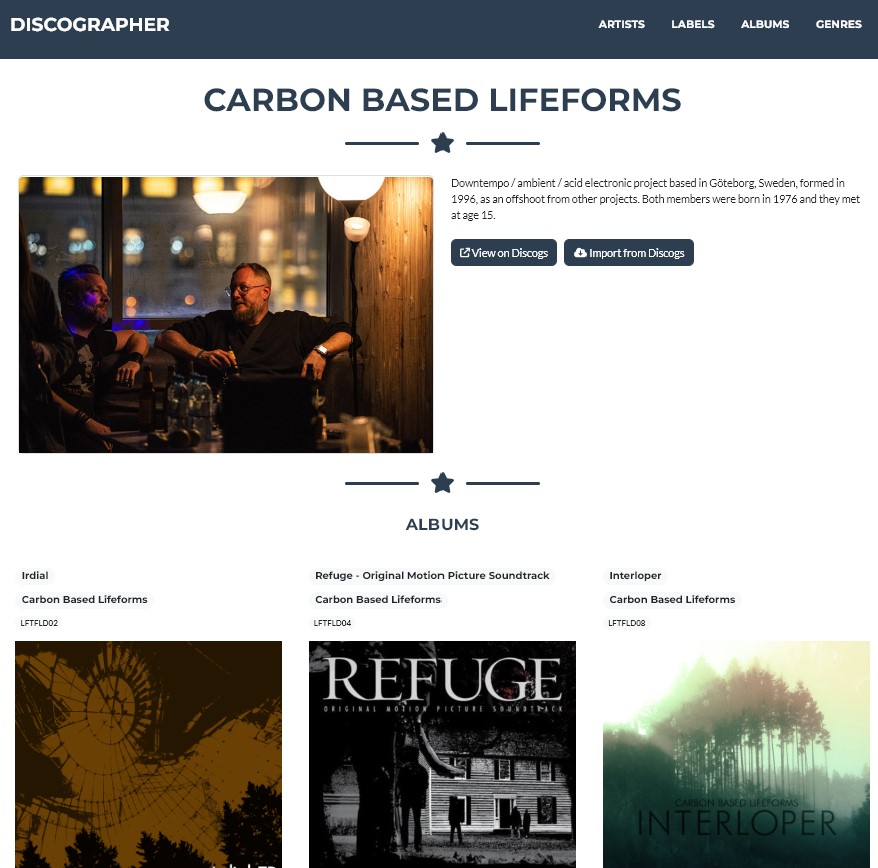 DISCOGRAPHER
ARTISTS LABELS ALBUMS GENRES
CARBON BASED LIFEFORMS
Downtempo / ambient / acid electronic project based in Göteborg, Sweden, formed in
1996, as an offshoot from other projects. Both members were born in 1976 and they met
at age 15.
View on Discogs Import from Discogs
ALBUMS
Irdial
Carbon Based Lifeforms
LFTFLD02
Refuge - Original Motion Picture Soundtrack
Carbon Based Lifeforms
LFTFLD04
Interloper
Carbon Based Lifeforms
LFTFLD08
REFUGE
ORIGINAL MOTION PICTURE SOUNDTRACK
CARBON BASED LIFEFORMS
INTERLOPER